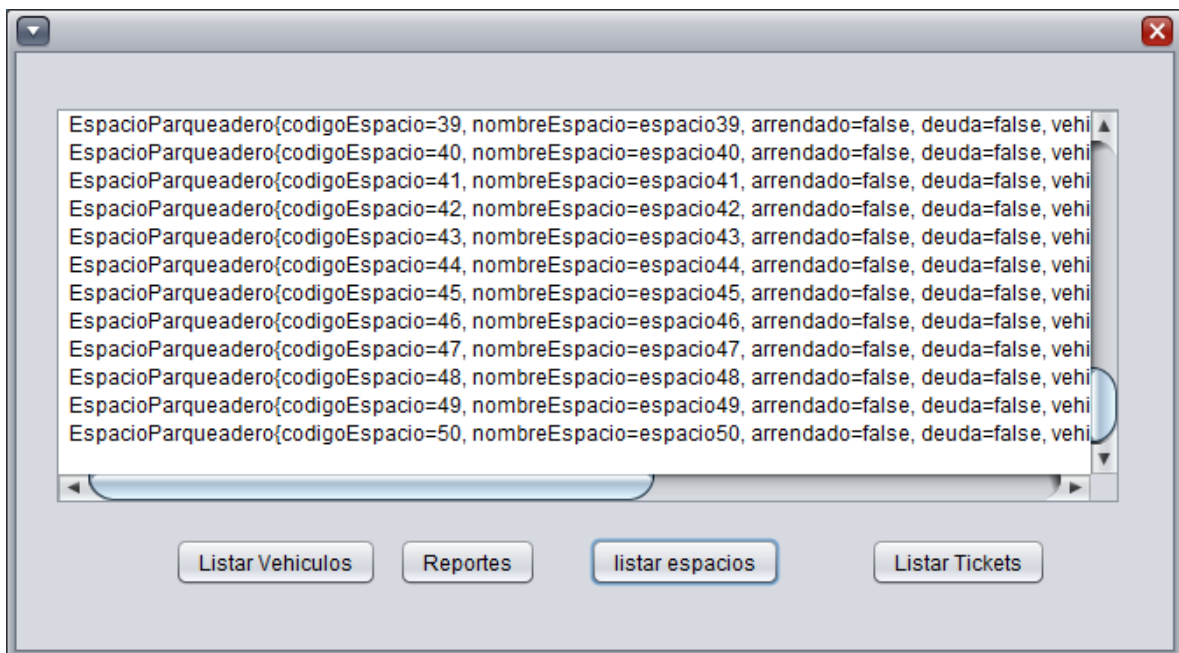 EspacioParqueadero{codigoEspacio=39, nombreEspacio=espacio39, arrendado=false, deuda=false, vehi
EspacioParqueadero{codigoEspacio=40, nombreEspacio=espacio40, arrendado=false, deuda=false, vehi
EspacioParqueadero{codigoEspacio=41, nombreEspacio=espacio41, arrendado=false, deuda=false, vehi
EspacioParqueadero{codigoEspacio=42, nombreEspacio=espacio42, arrendado=false, deuda=false, vehi
EspacioParqueadero{codigoEspacio=43, nombreEspacio=espacio43, arrendado=false, deuda=false, vehi
EspacioParqueadero{codigoEspacio=44, nombreEspacio=espacio44, arrendado=false, deuda=false, vehi
EspacioParqueadero{codigoEspacio=45, nombreEspacio=espacio45, arrendado=false, deuda=false, vehi
EspacioParqueadero{codigoEspacio=46, nombreEspacio=espacio46, arrendado=false, deuda=false, vehi
EspacioParqueadero{codigoEspacio=47, nombreEspacio=espacio47, arrendado=false, deuda=false, vehi
EspacioParqueadero{codigoEspacio=48, nombreEspacio=espacio48, arrendado=false, deuda=false, vehi
EspacioParqueadero{codigoEspacio=49, nombreEspacio=espacio49, arrendado=false, deuda=false, vehi
EspacioParqueadero{codigoEspacio=50, nombreEspacio=espacio50, arrendado=false, deuda=false, vehi
Listar Vehiculos Reportes listar espacios Listar Tickets